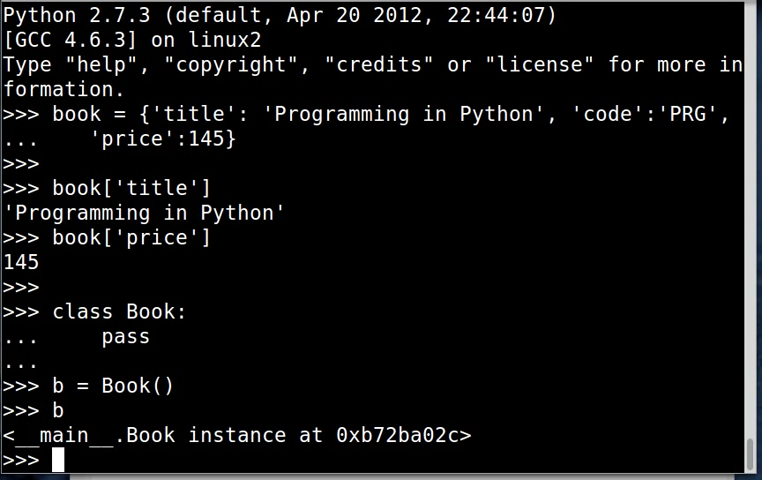 Python 2.7.3 (default, Apr 20 2012, 22:44:07)
[GCC 4.6.3] on linux2
Type "help", "copyright", "credits" or "license" for more in
formation.
>>> book = {'title': 'Programming in Python', 'code':'PRG',
...    'price':145}
>>>
>>> book['title']
'Programming in Python'
>>> book['price']
145
>>>
>>> class Book:
...     pass
...
>>> b = Book()
>>> b
<__main__.Book instance at 0xb72ba02c>
>>>